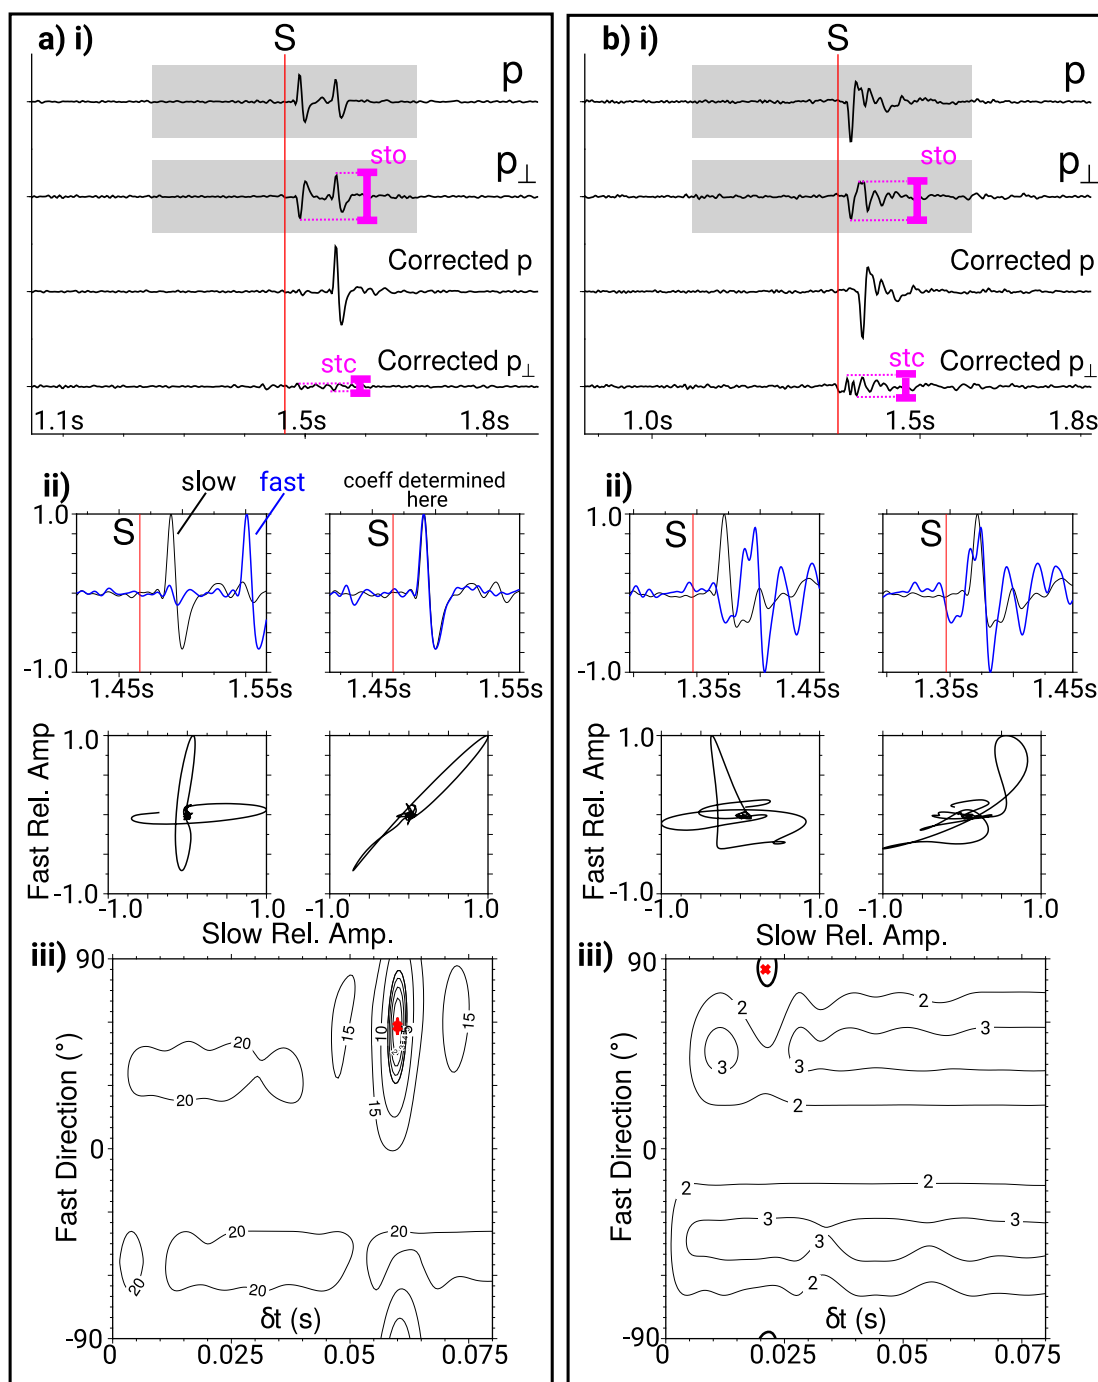 a) i)
S
p
sto
p⊥
Corrected p
stc
Corrected p⊥
1.1s 1.5s 1.8s
ii)
slow fast
coeff determined
here
1.0
S S
-1.0
1.45s 1.55s 1.45s 1.55s
1.0
Fast Rel. Amp
-1.0
-1.0 1.0 -1.0 1.0
Slow Rel. Amp.
iii)
90
Fast Direction (°)
0
-90
20
20
15
10
5
15
15
20
20
20
20
δt (s)
0 0.025 0.050 0.075
b) i)
S
p
sto
p⊥
Corrected p
stc
Corrected p⊥
1.0s 1.5s 1.8s
ii)
1.0
S S
-1.0
1.35s 1.45s 1.35s 1.45s
1.0
Fast Rel. Amp
-1.0
-1.0 1.0 -1.0 1.0
Slow Rel. Amp.
iii)
90
Fast Direction (°)
0
-90
2
2
3
3
3
2
2
3
3
3
2
δt (s)
0 0.025 0.05 0.075